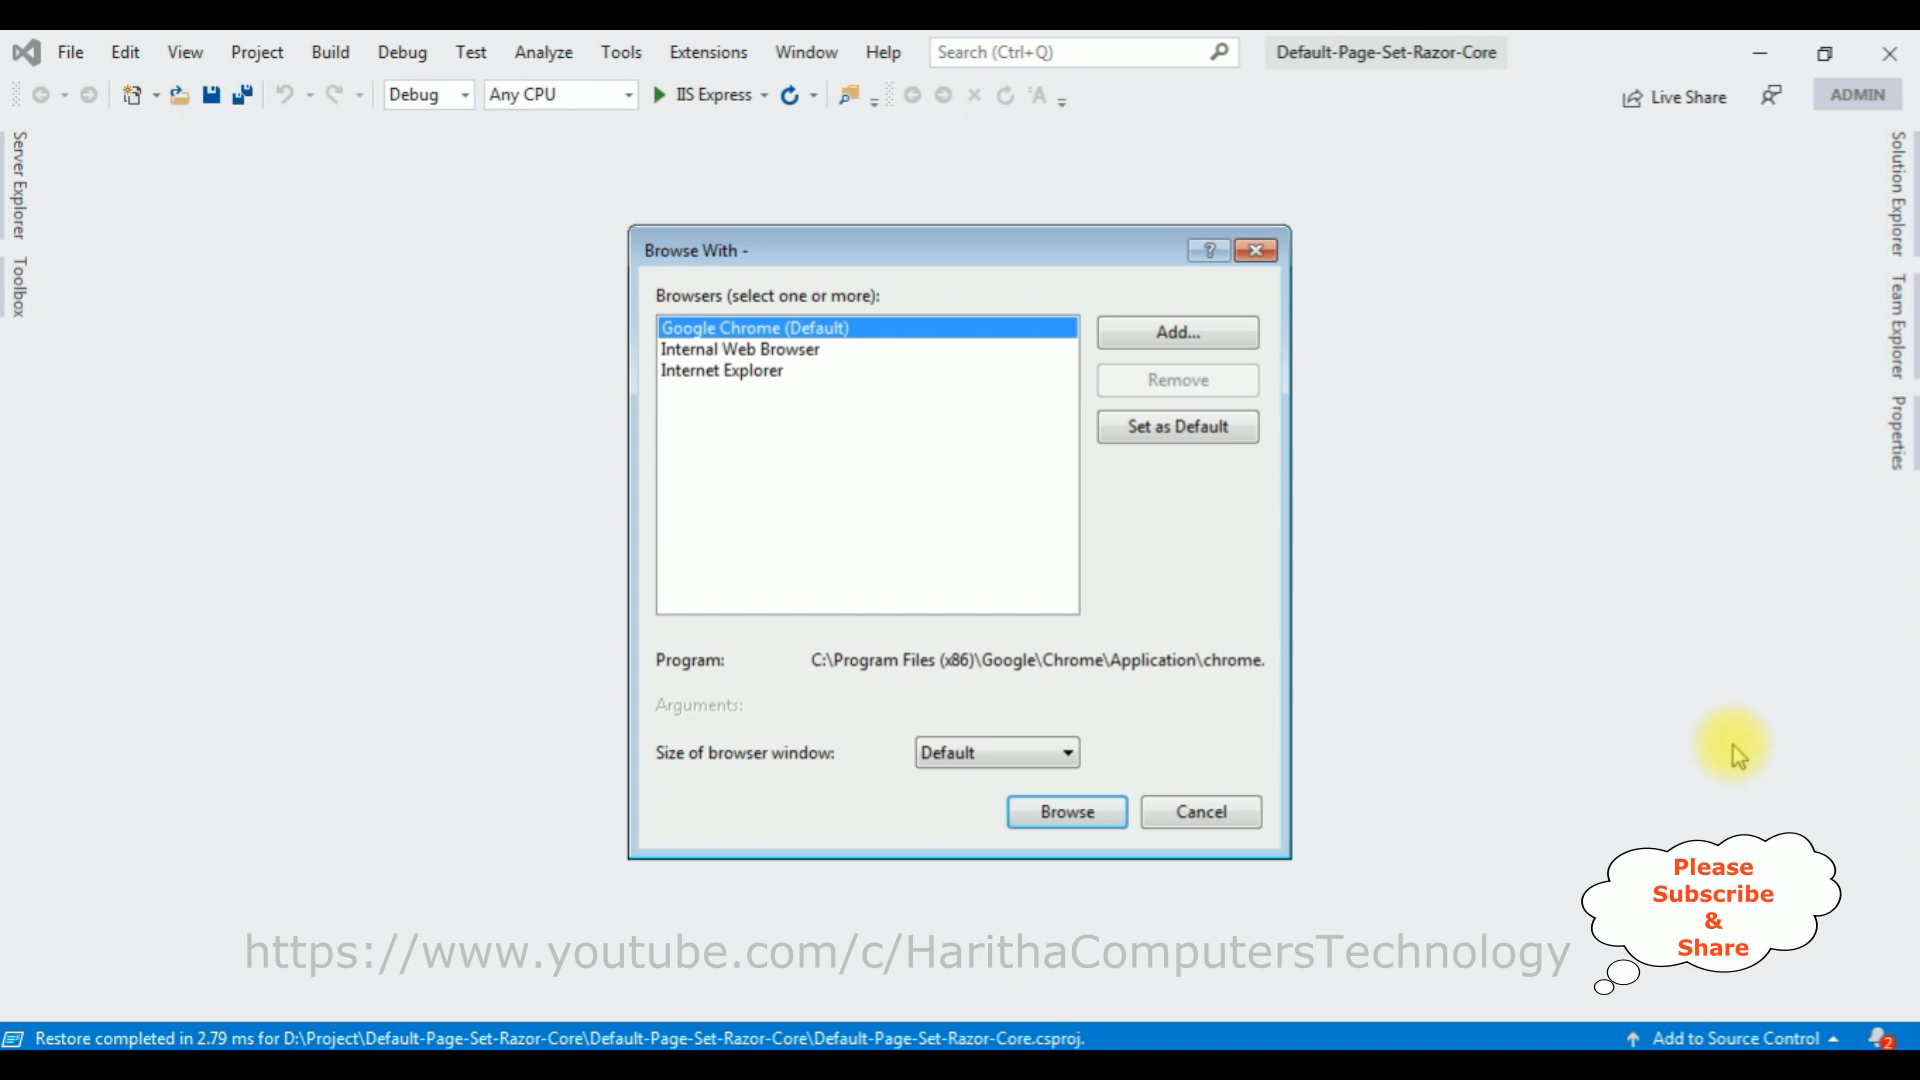 File Edit View Project Build Debug Test Analyze Tools Extensions Window Help Search (Ctrl+Q) Default-Page-Set-Razor-Core
Debug Any CPU IIS Express Live Share ADMIN
Server Explorer
Toolbox
Solution Explorer
Team Explorer
Properties
Browse With -
Browsers (select one or more):
Google Chrome (Default)
Internal Web Browser
Internet Explorer
Add...
Remove
Set as Default
Program: C:\Program Files (x86)\Google\Chrome\Application\chrome.
Arguments:
Size of browser window: Default
Browse Cancel
Please
Subscribe
&
Share
https://www.youtube.com/c/HarithaComputersTechnology
Restore completed in 2.79 ms for D:\Project\Default-Page-Set-Razor-Core\Default-Page-Set-Razor-Core\Default-Page-Set-Razor-Core.csproj. Add to Source Control 2